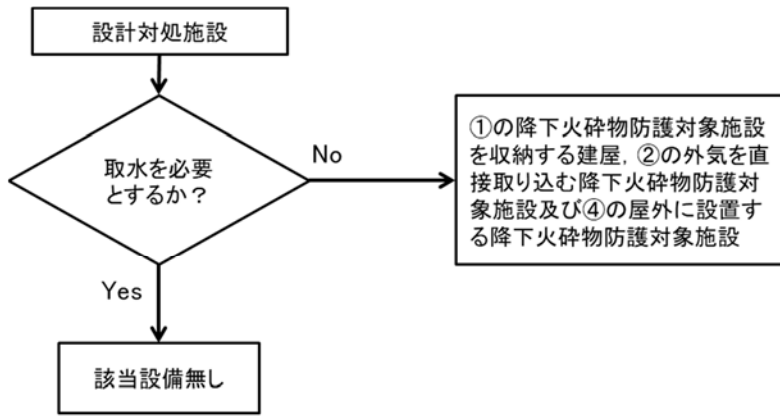 設計対処施設
取水を必要
とするか？
No
①の降下火砕物防護対象施設
を収納する建屋，②の外気を直
接取り込む降下火砕物防護対
象施設及び④の屋外に設置す
る降下火砕物防護対象施設
Yes
該当設備無し